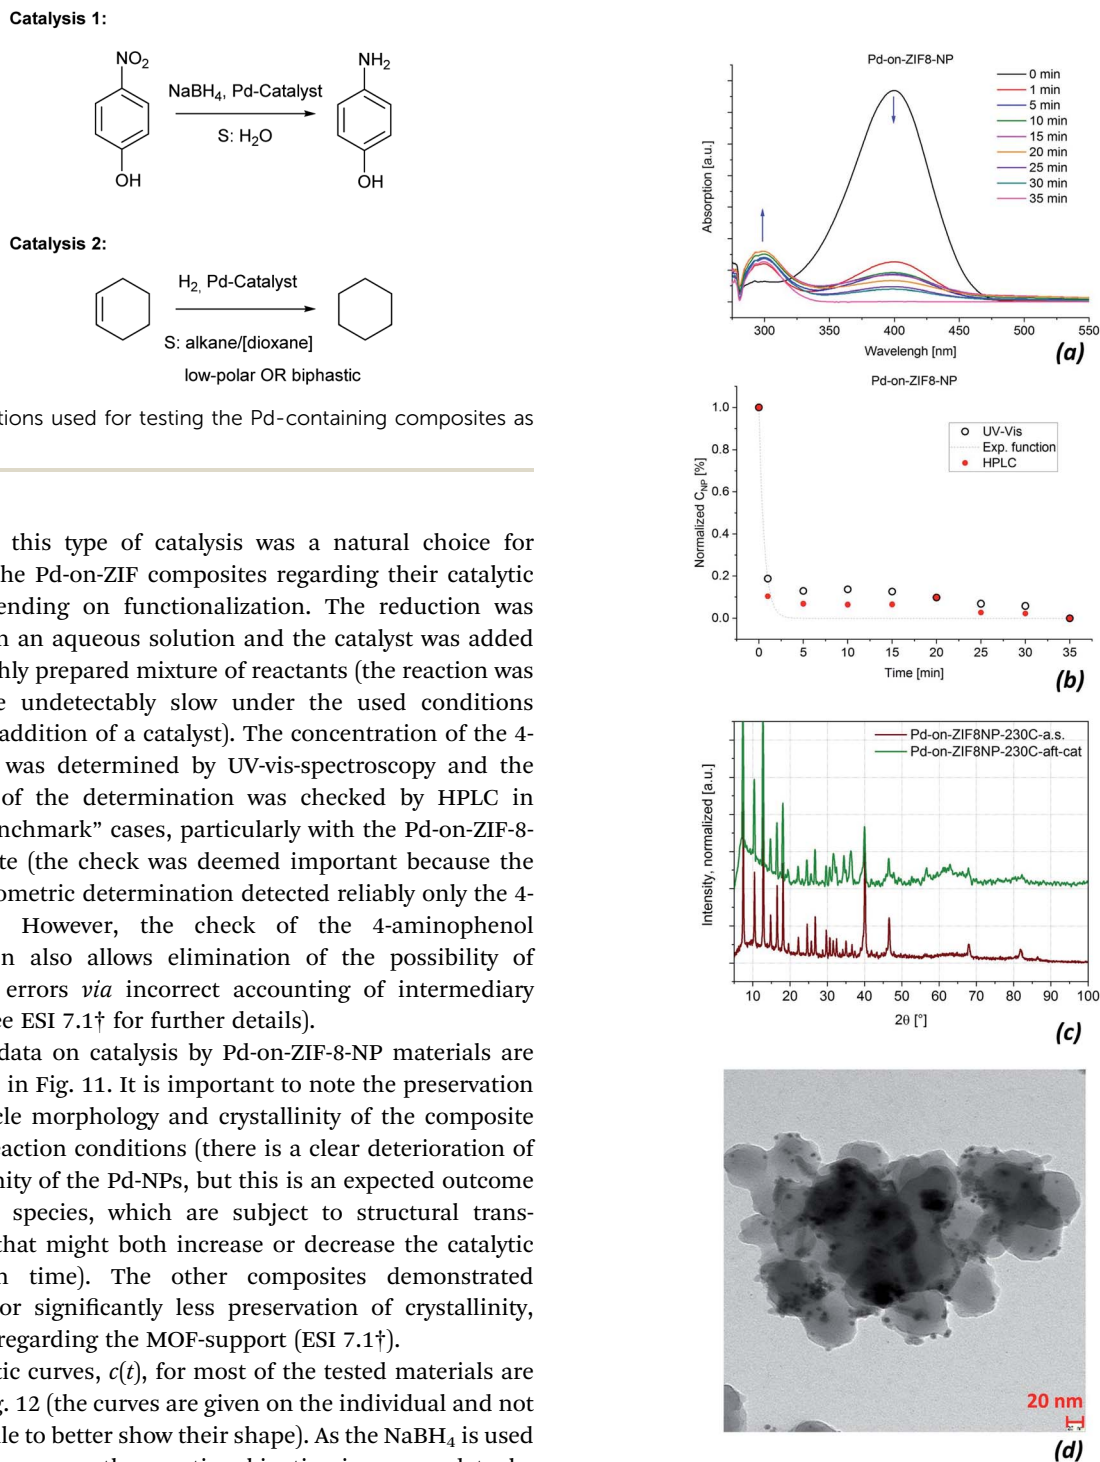 Catalysis 1:
NO2
NH2
NaBH4, Pd-Catalyst
S: H2O
OH
OH
Catalysis 2:
H2, Pd-Catalyst
S: alkane/[dioxane]
low-polar OR biphastic
tions used for testing the Pd-containing composites as
this type of catalysis was a natural choice for
he Pd-on-ZIF composites regarding their catalytic
ending on functionalization. The reduction was
n an aqueous solution and the catalyst was added
hly prepared mixture of reactants (the reaction was
e undetectably slow under the used conditions
addition of a catalyst). The concentration of the 4-
was determined by UV-vis-spectroscopy and the
of the determination was checked by HPLC in
nchmark” cases, particularly with the Pd-on-ZIF-8-
te (the check was deemed important because the
ometric determination detected reliably only the 4-
However, the check of the 4-aminophenol
n also allows elimination of the possibility of
errors via incorrect accounting of intermediary
ee ESI 7.1† for further details).
data on catalysis by Pd-on-ZIF-8-NP materials are
in Fig. 11. It is important to note the preservation
cle morphology and crystallinity of the composite
eaction conditions (there is a clear deterioration of
nity of the Pd-NPs, but this is an expected outcome
species, which are subject to structural trans-
that might both increase or decrease the catalytic
n time). The other composites demonstrated
or significantly less preservation of crystallinity,
regarding the MOF-support (ESI 7.1†).
tic curves, c(t), for most of the tested materials are
g. 12 (the curves are given on the individual and not
le to better show their shape). As the NaBH4 is used
Pd-on-ZIF8-NP
0 min
1 min
5 min
10 min
15 min
20 min
25 min
30 min
35 min
Absorption [a.u.]
300 350 400 450 500 550
Wavelengh [nm]
(a)
Pd-on-ZIF8-NP
UV-Vis
Exp. function
HPLC
Normalized CNP [%]
1.0
0.8
0.6
0.4
0.2
0.0
0 5 10 15 20 25 30 35
Time [min]
(b)
Pd-on-ZIF8NP-230C-a.s.
Pd-on-ZIF8NP-230C-aft-cat
Intensity, normalized [a.u.]
10 20 30 40 50 60 70 80 90 100
2θ [°]
(c)
20 nm
(d)